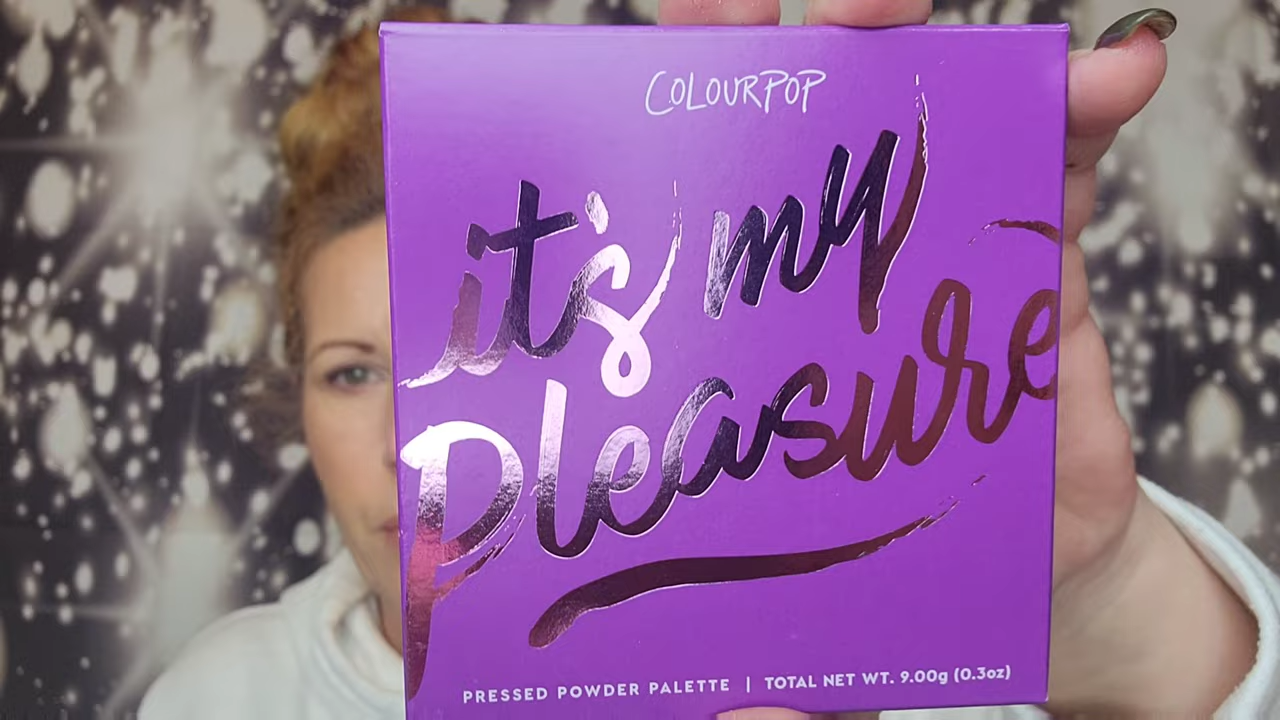 COLOURPOP
it's my
pleasure
PRESSED POWDER PALETTE | TOTAL NET WT. 9.00g (0.3oz)